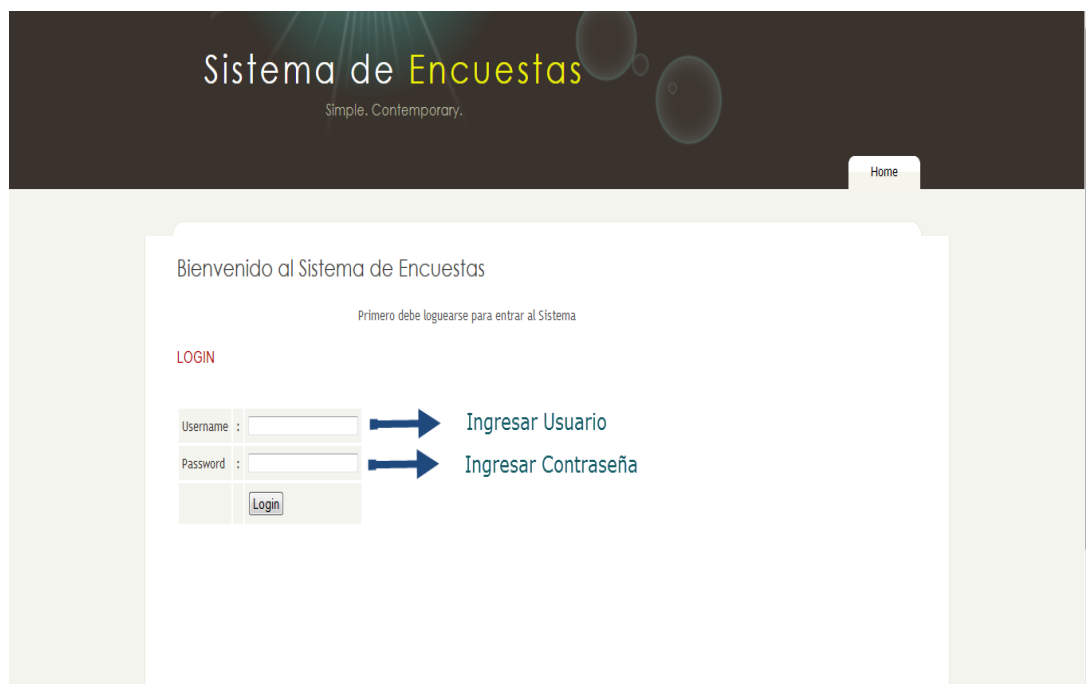 Sistema de Encuestas
Simple. Contemporary.
Home
Bienvenido al Sistema de Encuestas
Primero debe loguearse para entrar al Sistema
LOGIN
Username : Ingresar Usuario
Password : Ingresar Contraseña
Login